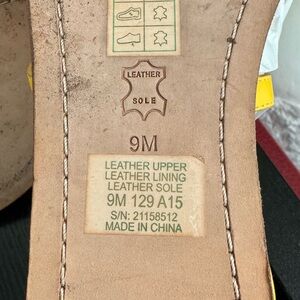 LEATHER
SOLE
9M
LEATHER UPPER
LEATHER LINING
LEATHER SOLE
9M 129 A15
S/N: 21158512
MADE IN CHINA